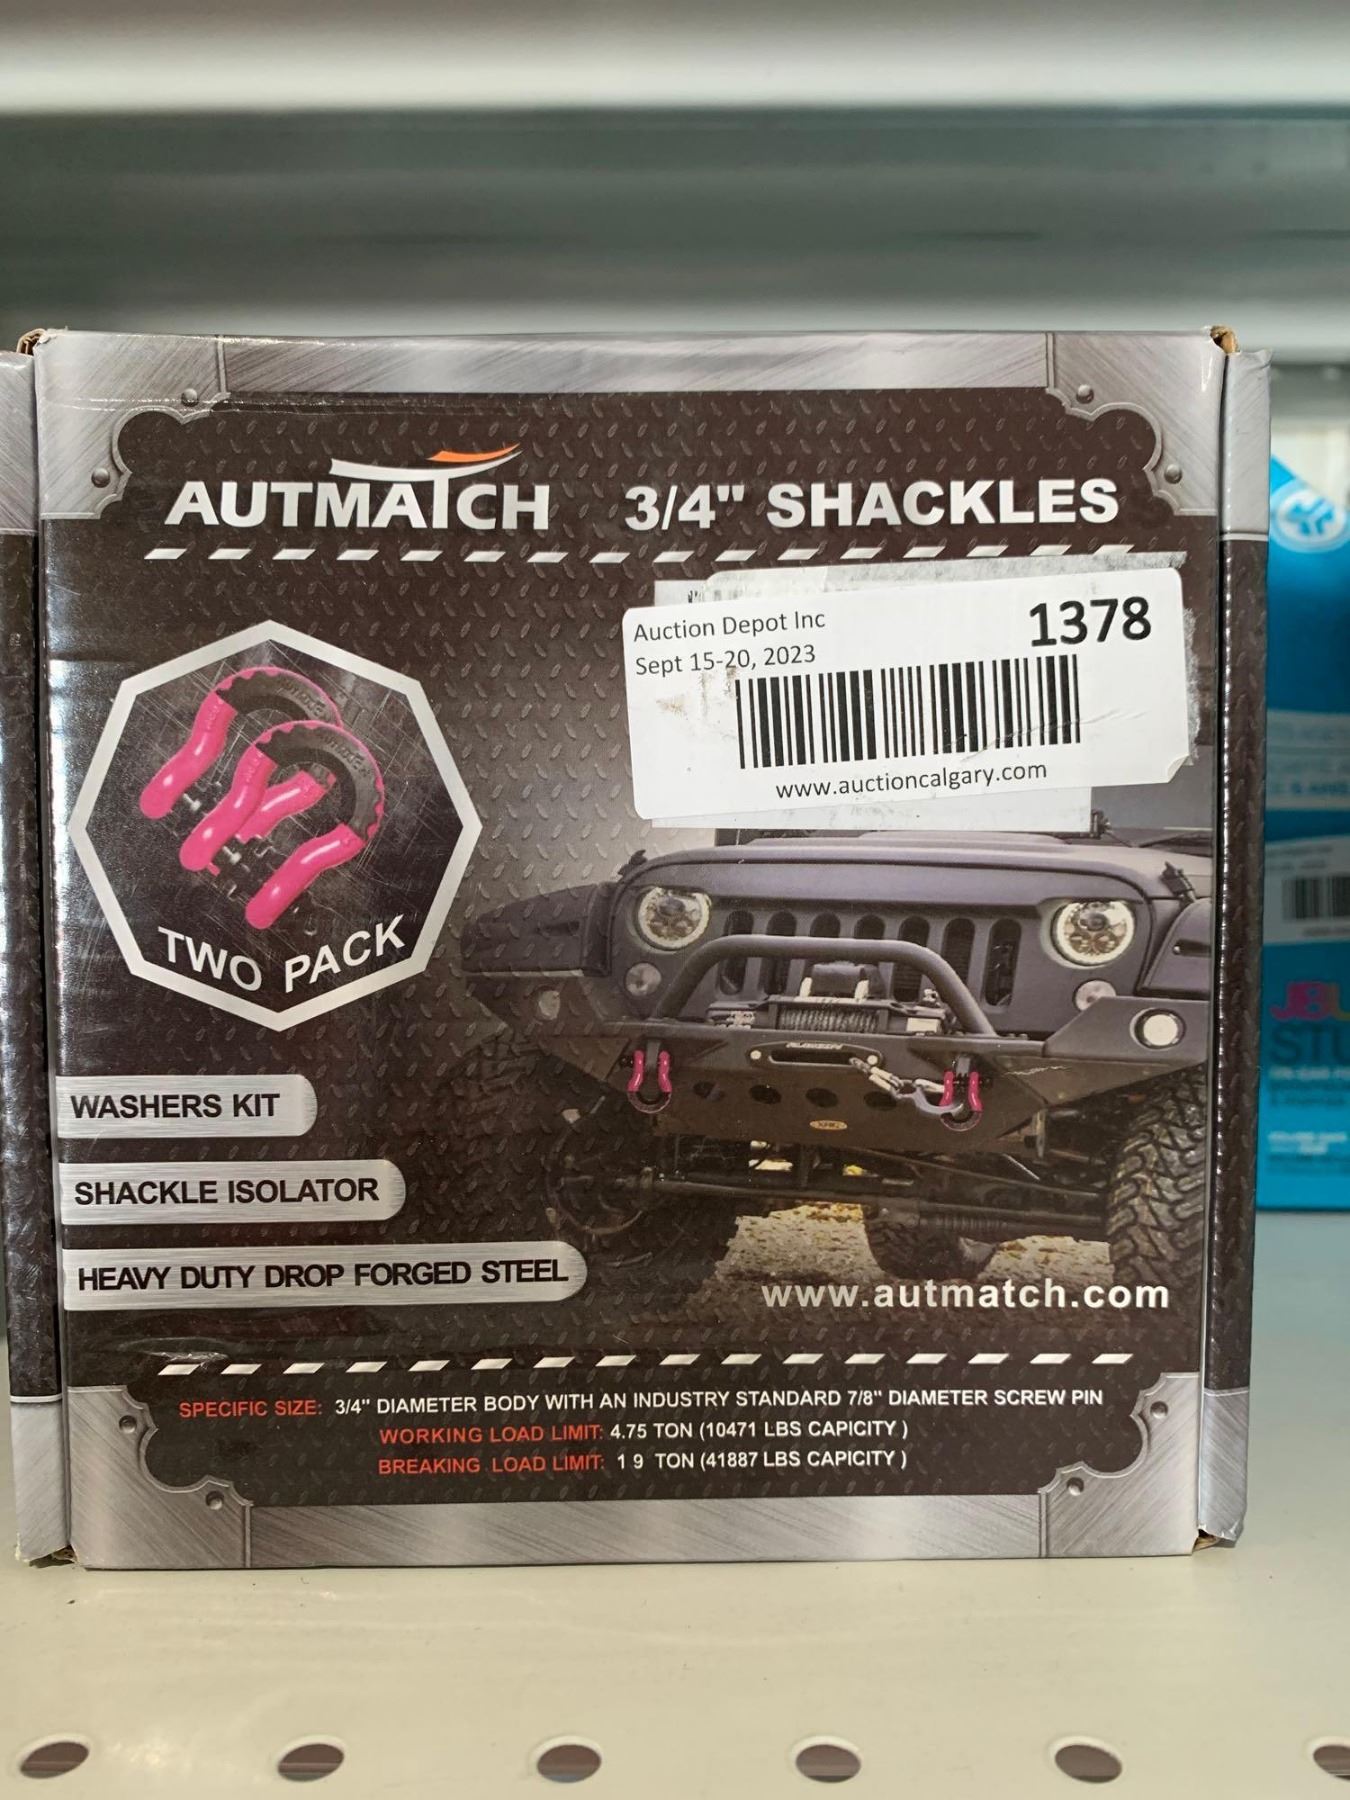 AUTMATCH 3/4" SHACKLES
Auction Depot Inc
1378
Sept 15-20, 2023
www.auctioncalgary.com
TWO PACK
WASHERS KIT
SHACKLE ISOLATOR
HEAVY DUTY DROP FORGED STEEL
www.autmatch.com
SPECIFIC SIZE: 3/4" DIAMETER BODY WITH AN INDUSTRY STANDARD 7/8" DIAMETER SCREW PIN
WORKING LOAD LIMIT: 4.75 TON (10471 LBS CAPICITY )
BREAKING LOAD LIMIT: 1 9 TON (41887 LBS CAPICITY )